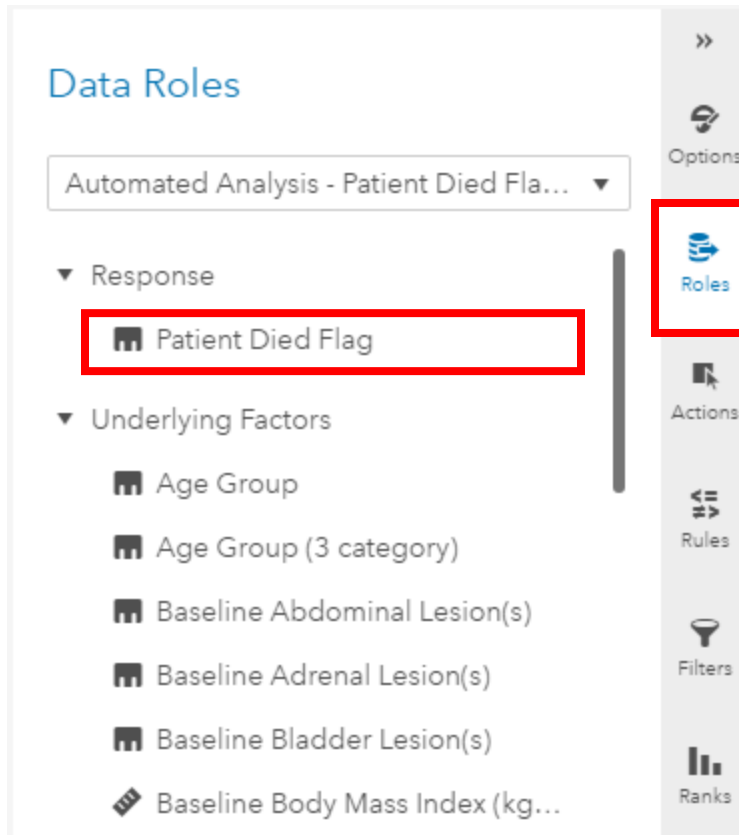 Data Roles
Automated Analysis - Patient Died Fla...
Response
Patient Died Flag
Underlying Factors
Age Group
Age Group (3 category)
Baseline Abdominal Lesion(s)
Baseline Adrenal Lesion(s)
Baseline Bladder Lesion(s)
Baseline Body Mass Index (kg...
Options
Roles
Actions
Rules
Filters
Ranks